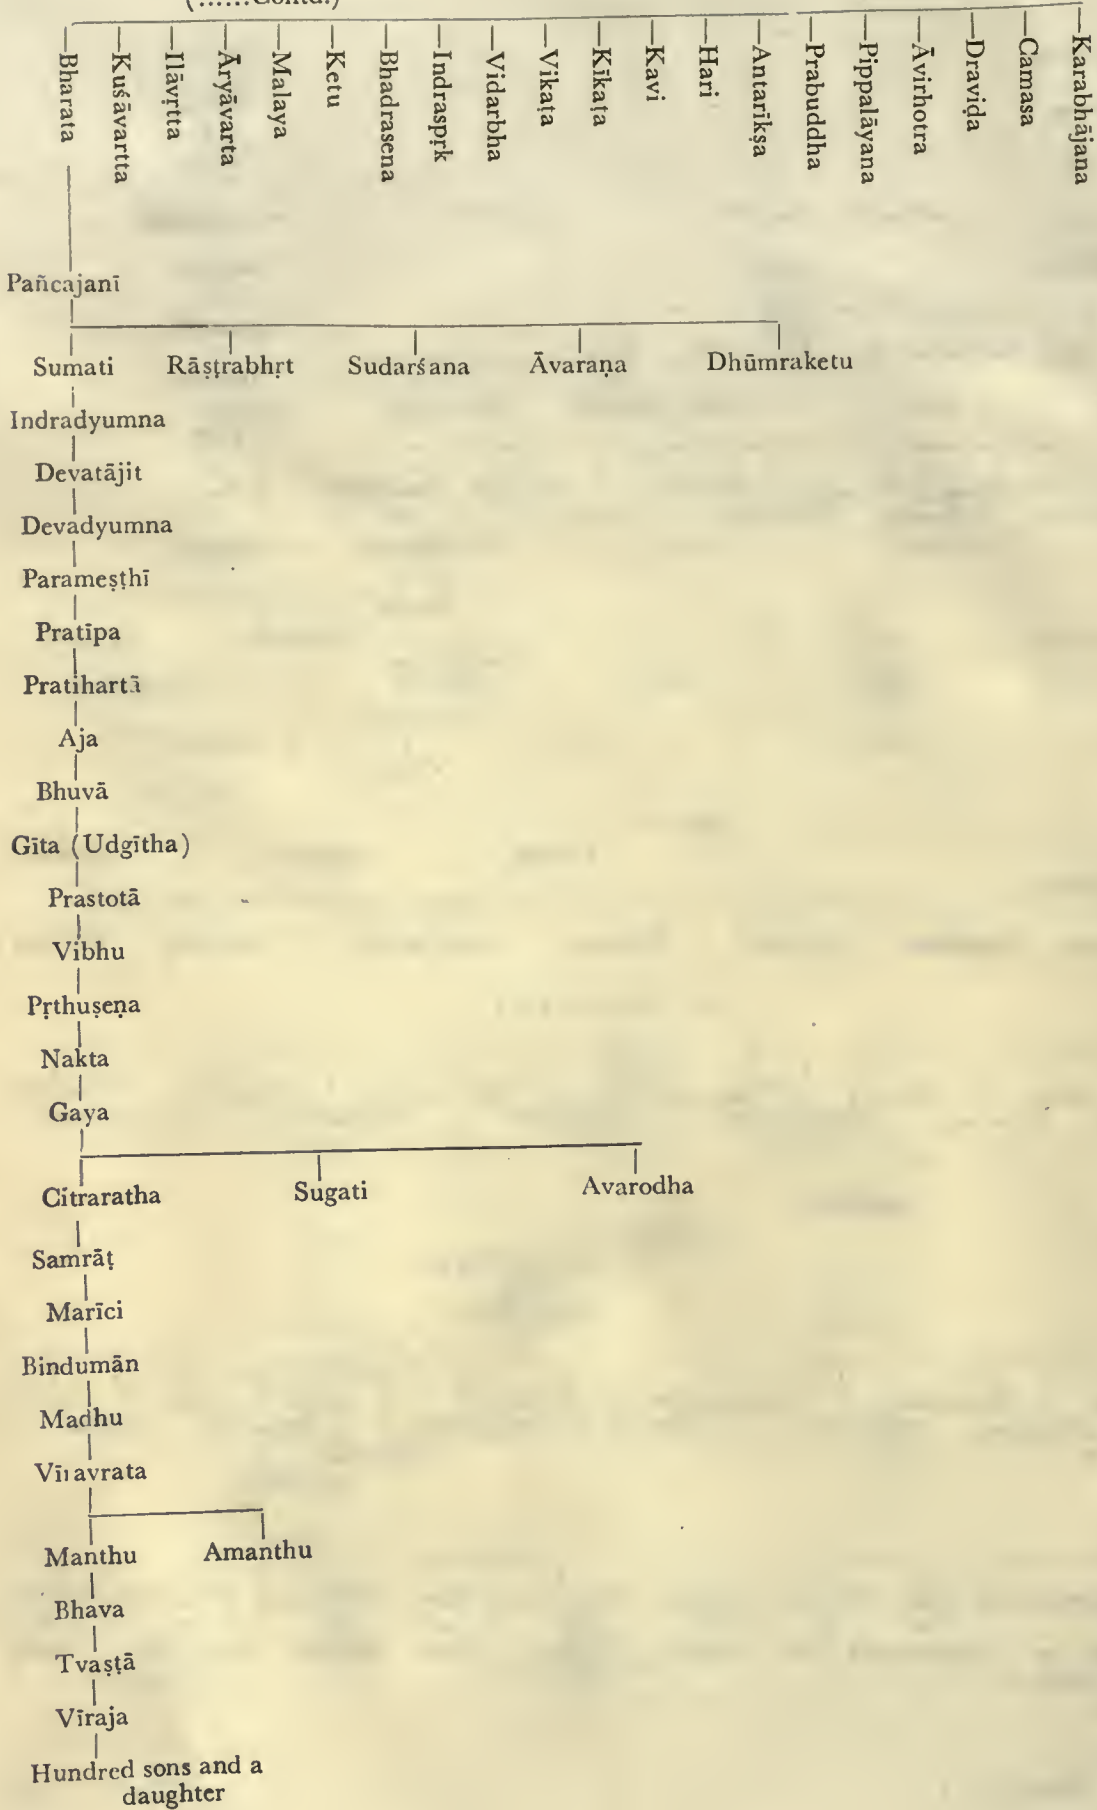 (......Contd.)
Bharata
Kuśāvartta
Ilāvṛtta
Āryāvarta
Malaya
Ketu
Bhadrasena
Indraspṛk
Vidarbha
Vikaṭa
Kīkaṭa
Kavi
Hari
Antarīkṣa
Prabuddha
Pippalāyana
Āvirhotra
Draviḍa
Camasa
Karabhājana
Pañcajanī
Sumati Rāṣṭrabhṛt Sudarśana Āvaraṇa Dhūmraketu
Indradyumna
Devatājit
Devadyumna
Parameṣṭhī
Pratīpa
Pratihartā
Aja
Bhuvā
Gīta (Udgītha)
Prastotā
Vibhu
Pṛthuṣeṇa
Nakta
Gaya
Citraratha Sugati Avarodha
Samrāṭ
Marīci
Bindumān
Madhu
Vīravrata
Manthu Amanthu
Bhava
Tvaṣṭā
Vīraja
Hundred sons and a
daughter